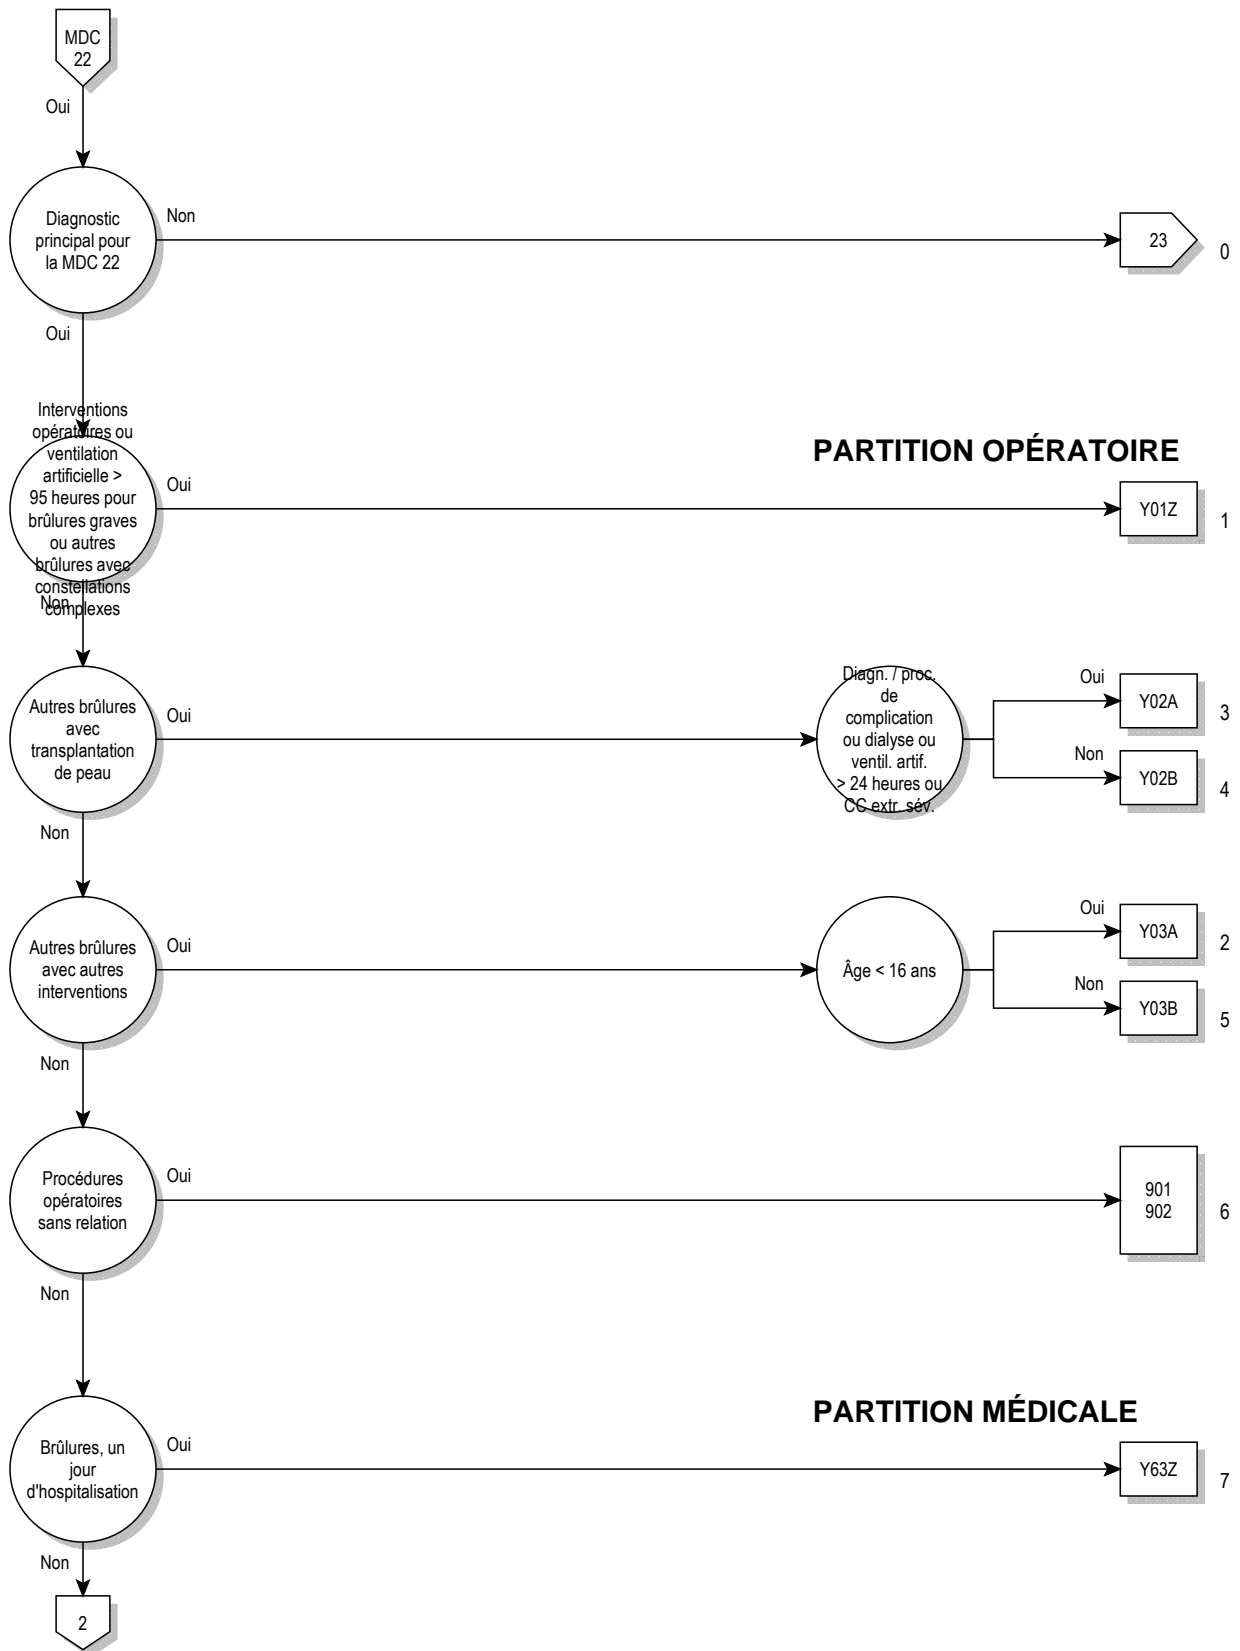 MDC
22
Oui
Diagnostic
principal pour
la MDC 22
Non
23
0
Oui
Interventions
opératoires ou
ventilation
artificielle >
95 heures pour
brûlures graves
ou autres
brûlures avec
constellations
complexes
Oui
PARTITION OPÉRATOIRE
Y01Z
1
Non
Autres brûlures
avec
transplantation
de peau
Oui
Diagn. / proc.
de
complication
ou dialyse ou
ventil. artif.
> 24 heures ou
CC extr. sév.
Oui
Y02A
3
Non
Y02B
4
Non
Autres brûlures
avec autres
interventions
Oui
Âge < 16 ans
Oui
Y03A
2
Non
Y03B
5
Non
Procédures
opératoires
sans relation
Oui
901
902
6
Non
PARTITION MÉDICALE
Brûlures, un
jour
d'hospitalisation
Oui
Y63Z
7
Non
2